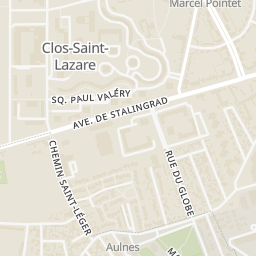 Marcel Pointet
Clos-Saint-
Lazare
SQ. PAUL VALÉRY
AVE. DE STALINGRAD
CHEMIN SAINT-LÉGER
RUE DU GLOBE
Aulnes